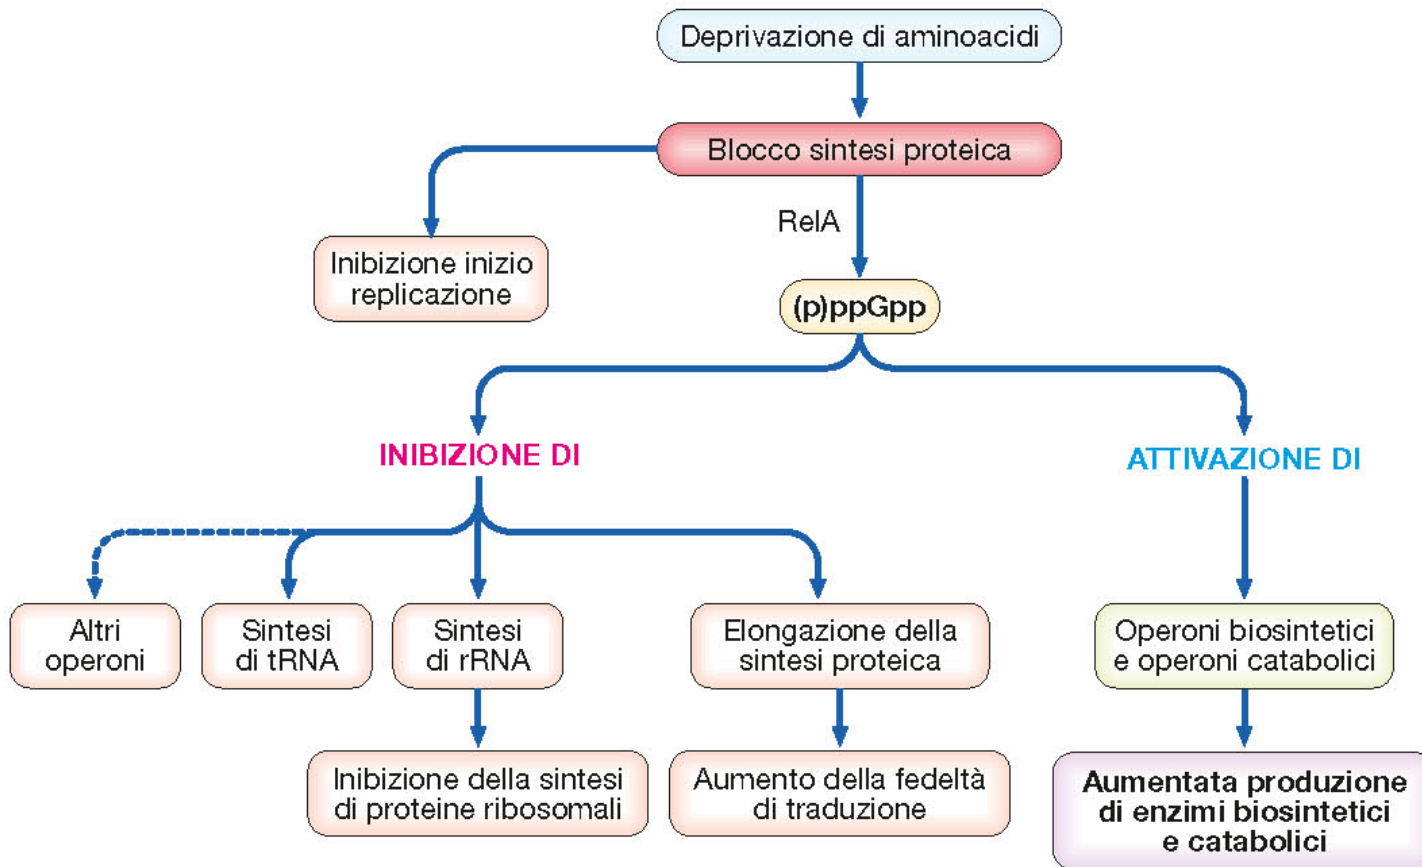 Deprivazione di aminoacidi
Blocco sintesi proteica
RelA
Inibizione inizio
replicazione
(p)ppGpp
INIBIZIONE DI
ATTIVAZIONE DI
Altri
operoni
Sintesi
di tRNA
Sintesi
di rRNA
Elongazione della
sintesi proteica
Operoni biosintetici
e operoni catabolici
Inibizione della sintesi
di proteine ribosomali
Aumento della fedeltà
di traduzione
Aumentata produzione
di enzimi biosintetici
e catabolici